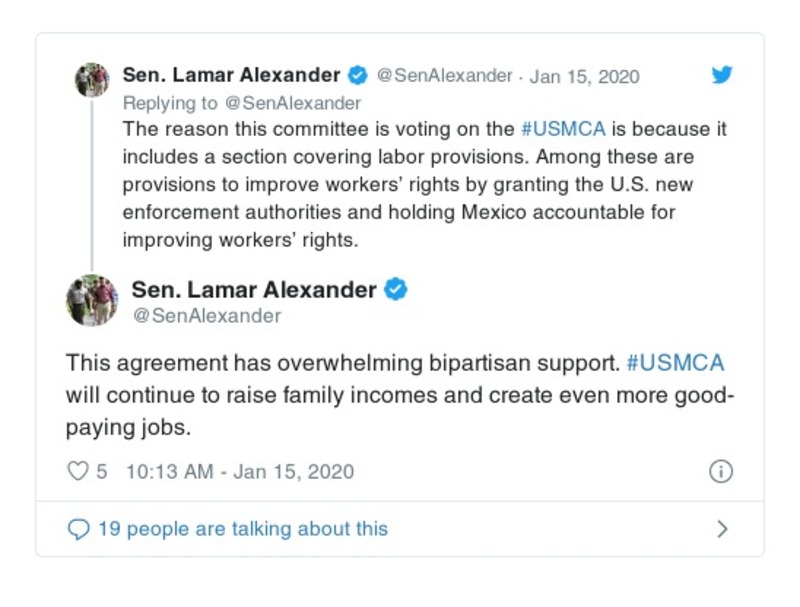 Sen. Lamar Alexander @SenAlexander · Jan 15, 2020
Replying to @SenAlexander
The reason this committee is voting on the #USMCA is because it
includes a section covering labor provisions. Among these are
provisions to improve workers’ rights by granting the U.S. new
enforcement authorities and holding Mexico accountable for
improving workers’ rights.
Sen. Lamar Alexander
@SenAlexander
This agreement has overwhelming bipartisan support. #USMCA
will continue to raise family incomes and create even more good-
paying jobs.
5 10:13 AM - Jan 15, 2020
19 people are talking about this